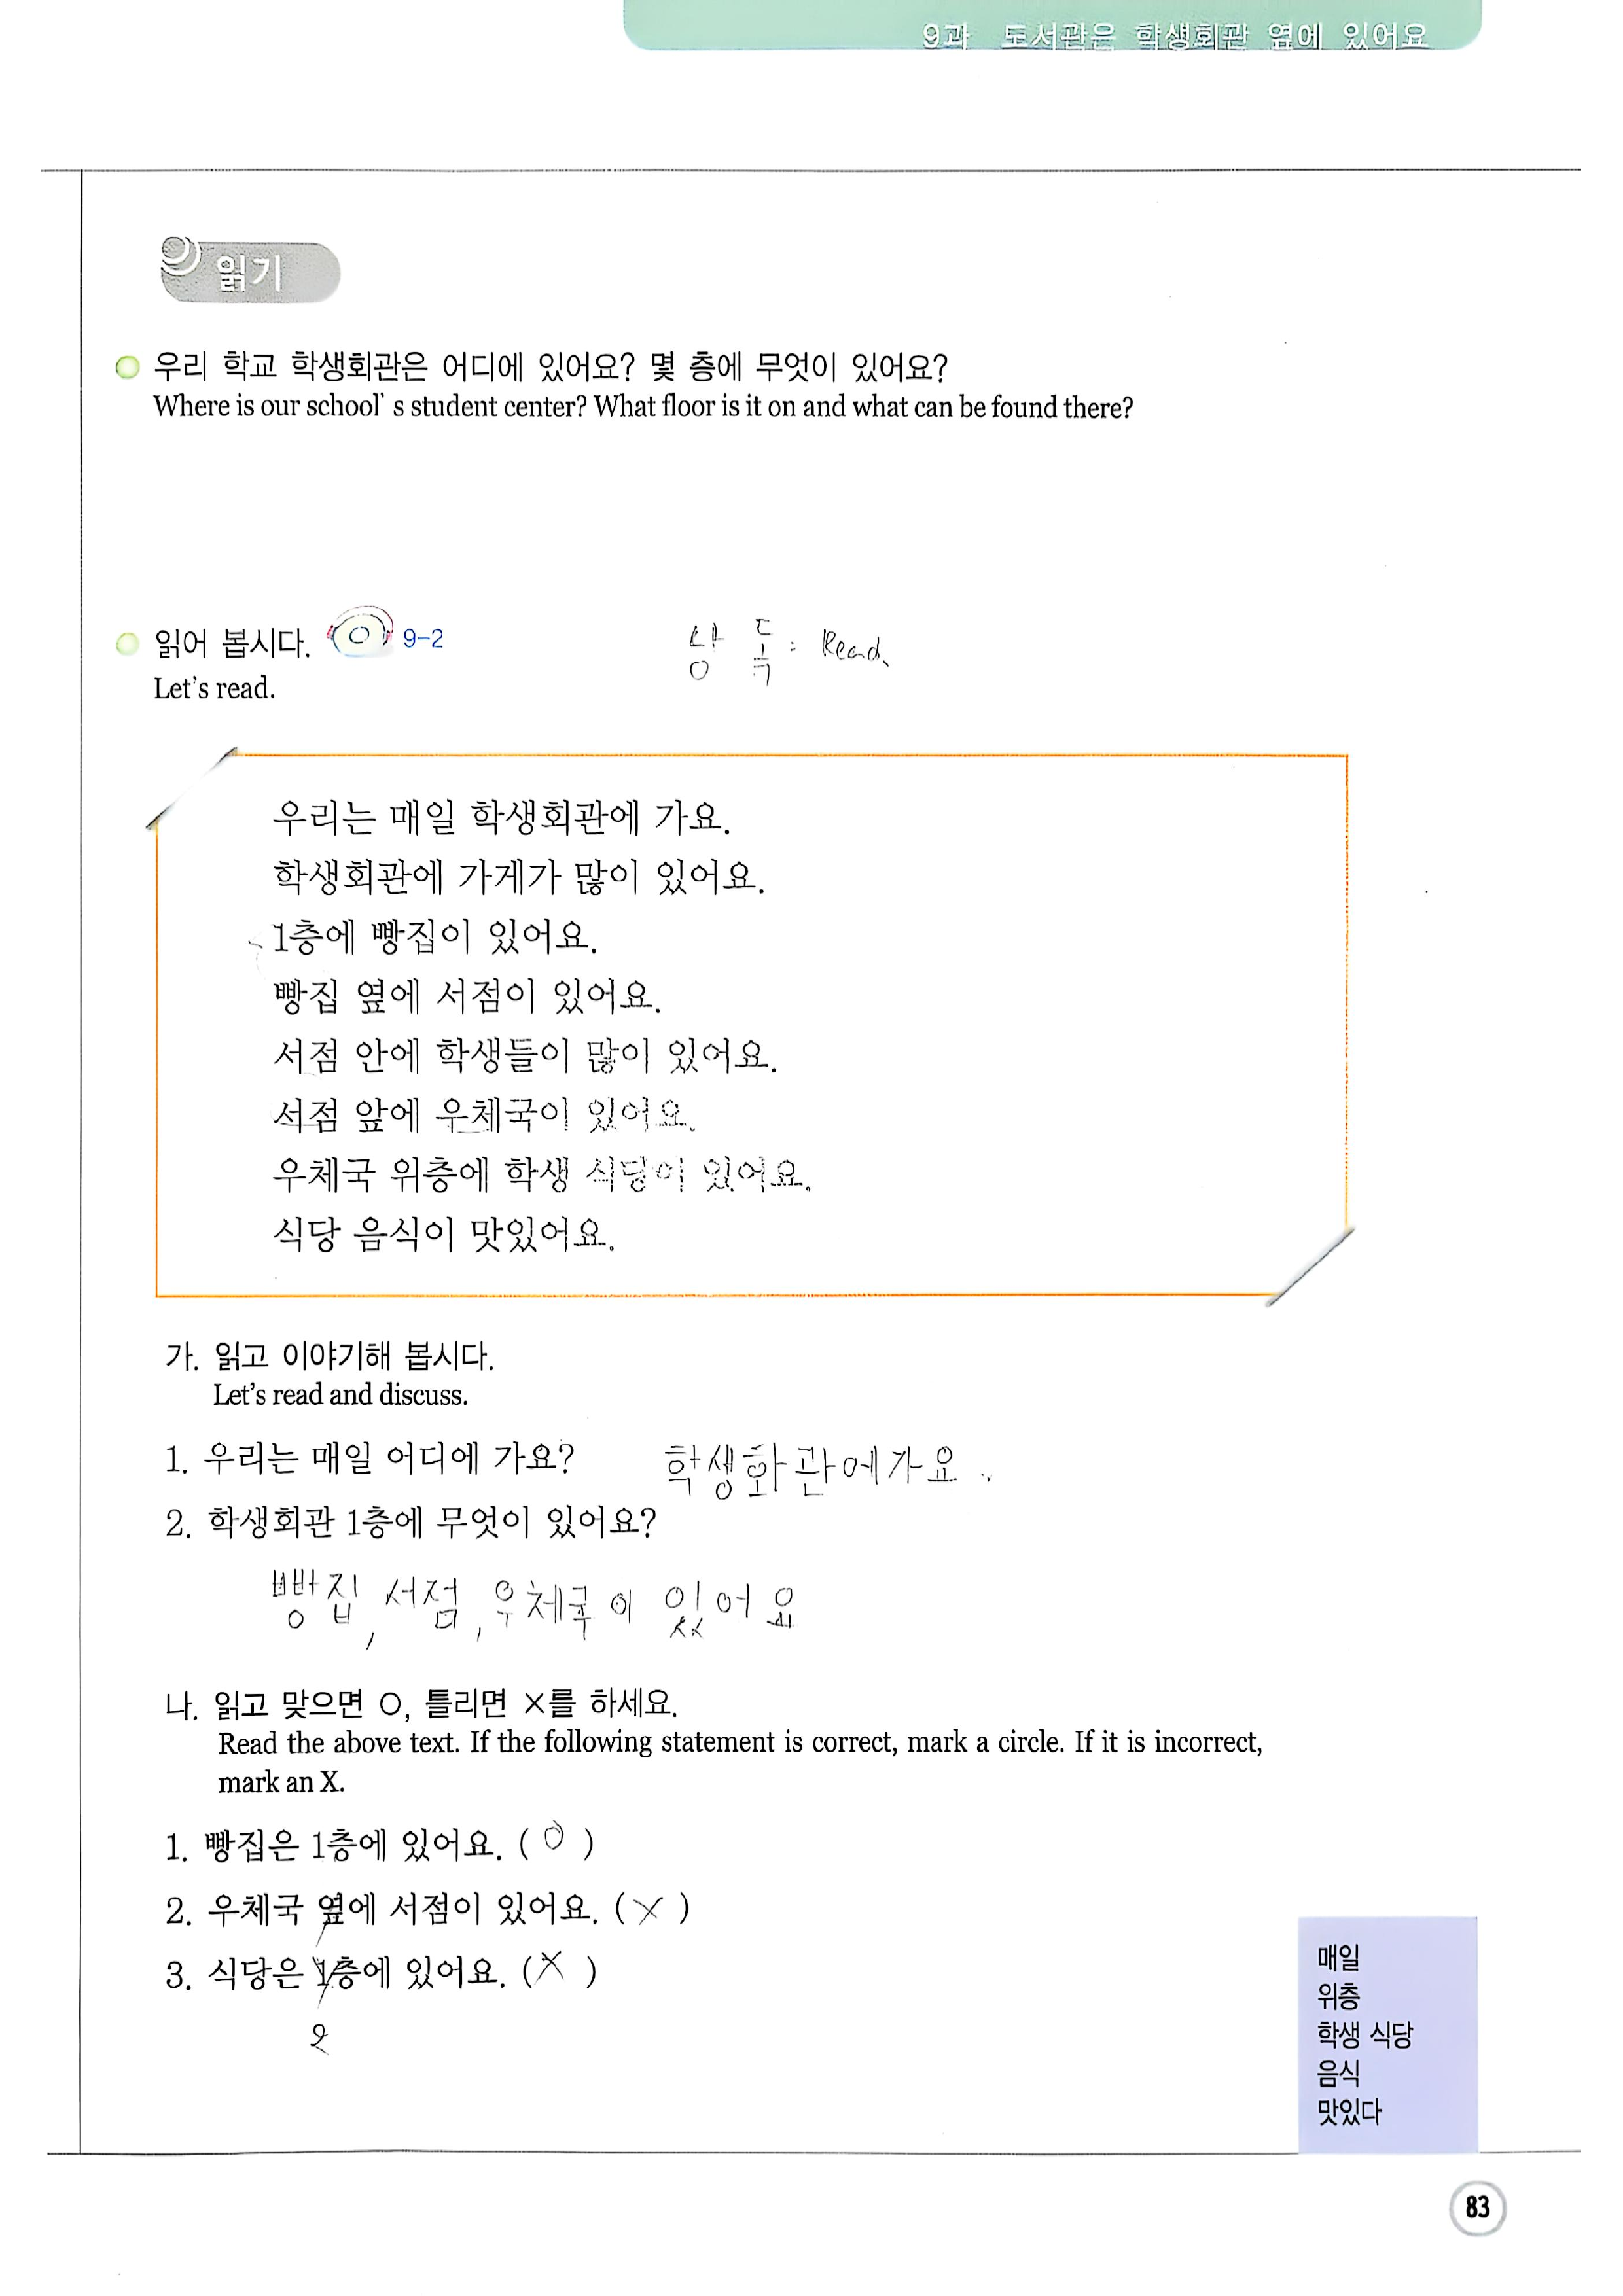 9과 도서관은 학생회관 옆에 있어요
읽기
우리 학교 학생회관은 어디에 있어요? 몇 층에 무엇이 있어요?
Where is our school's student center? What floor is it on and what can be found there?
읽어 봅시다. 9-2
Let's read.
상 독 : Read.
우리는 매일 학생회관에 가요.
학생회관에 가게가 많이 있어요.
1층에 빵집이 있어요.
빵집 옆에 서점이 있어요.
서점 안에 학생들이 많이 있어요.
서점 앞에 우체국이 있어요.
우체국 위층에 학생 식당이 있어요.
식당 음식이 맛있어요.
가. 읽고 이야기해 봅시다.
Let's read and discuss.
1. 우리는 매일 어디에 가요? 학생화관에가요.
2. 학생회관 1층에 무엇이 있어요?
빵집, 서점, 우체국이 있어요
나. 읽고 맞으면 O, 틀리면 X를 하세요.
Read the above text. If the following statement is correct, mark a circle. If it is incorrect,
mark an X.
1. 빵집은 1층에 있어요. ( O )
2. 우체국 옆에 서점이 있어요. ( X )
3. 식당은 1층에 있어요. ( X )
2
매일
위층
학생 식당
음식
맛있다
83